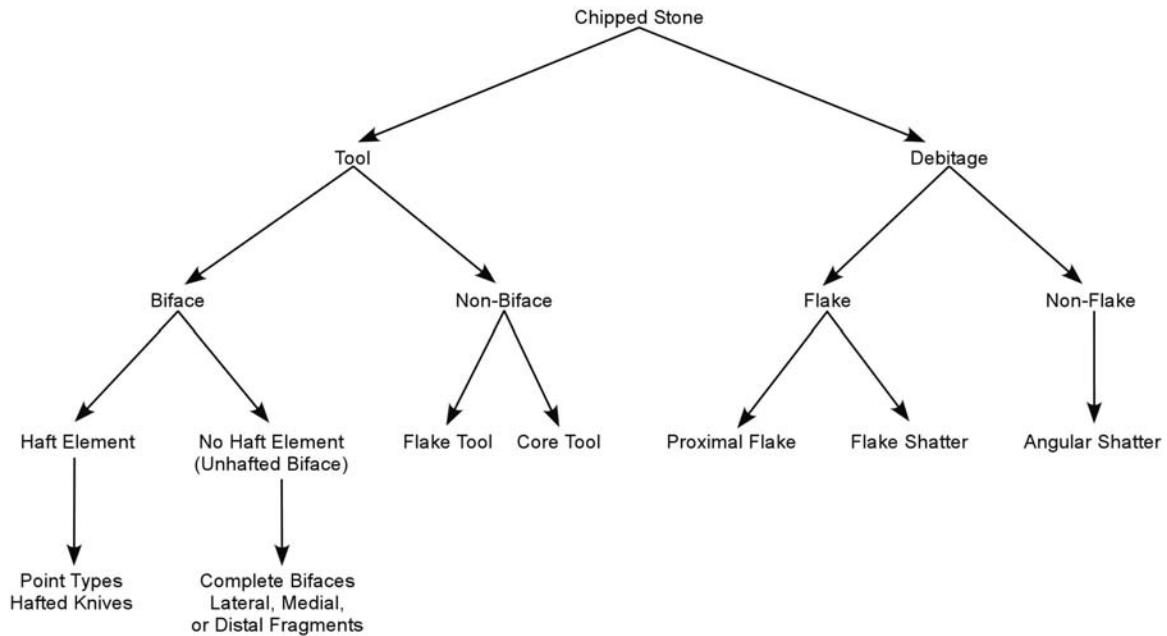 Chipped Stone
Tool
Debitage
Biface
Non-Biface
Flake
Non-Flake
Haft Element
No Haft Element
(Unhafted Biface)
Flake Tool
Core Tool
Proximal Flake
Flake Shatter
Angular Shatter
Point Types
Hafted Knives
Complete Bifaces
Lateral, Medial,
or Distal Fragments